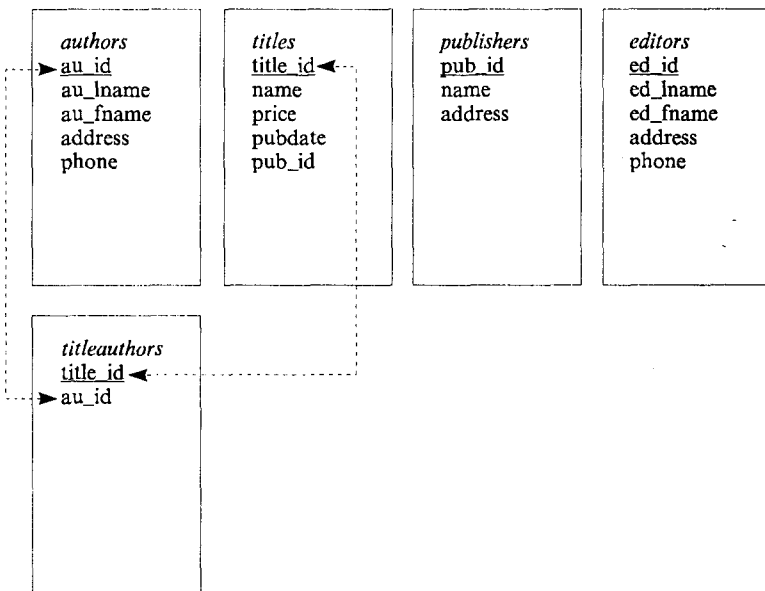 authors
au_id
au_lname
au_fname
address
phone
titles
title_id
name
price
pubdate
pub_id
publishers
pub_id
name
address
editors
ed_id
ed_lname
ed_fname
address
phone
titleauthors
title_id
au_id